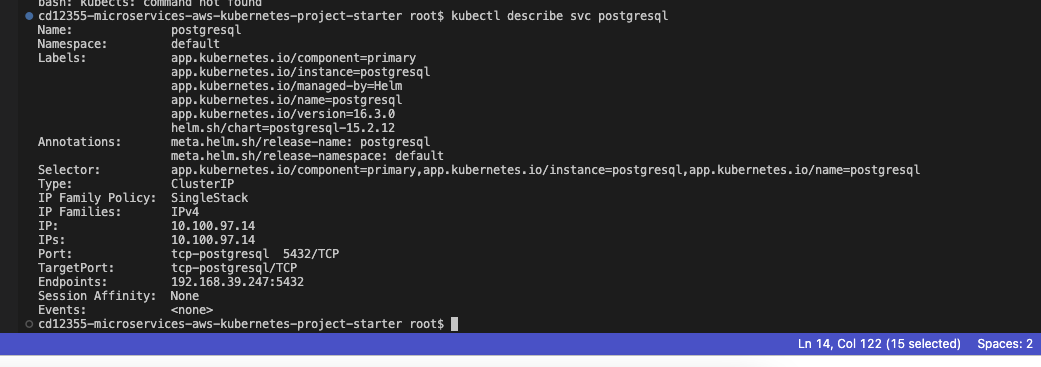 bash: kubects: command not found
cd12355-microservices-aws-kubernetes-project-starter root$ kubectl describe svc postgresql
Name:              postgresql
Namespace:         default
Labels:            app.kubernetes.io/component=primary
                   app.kubernetes.io/instance=postgresql
                   app.kubernetes.io/managed-by=Helm
                   app.kubernetes.io/name=postgresql
                   app.kubernetes.io/version=16.3.0
                   helm.sh/chart=postgresql-15.2.12
Annotations:       meta.helm.sh/release-name: postgresql
                   meta.helm.sh/release-namespace: default
Selector:          app.kubernetes.io/component=primary,app.kubernetes.io/instance=postgresql,app.kubernetes.io/name=postgresql
Type:              ClusterIP
IP Family Policy:  SingleStack
IP Families:       IPv4
IP:                10.100.97.14
IPs:               10.100.97.14
Port:              tcp-postgresql  5432/TCP
TargetPort:        tcp-postgresql/TCP
Endpoints:         192.168.39.247:5432
Session Affinity:  None
Events:            <none>
cd12355-microservices-aws-kubernetes-project-starter root$
Ln 14, Col 122 (15 selected)    Spaces: 2